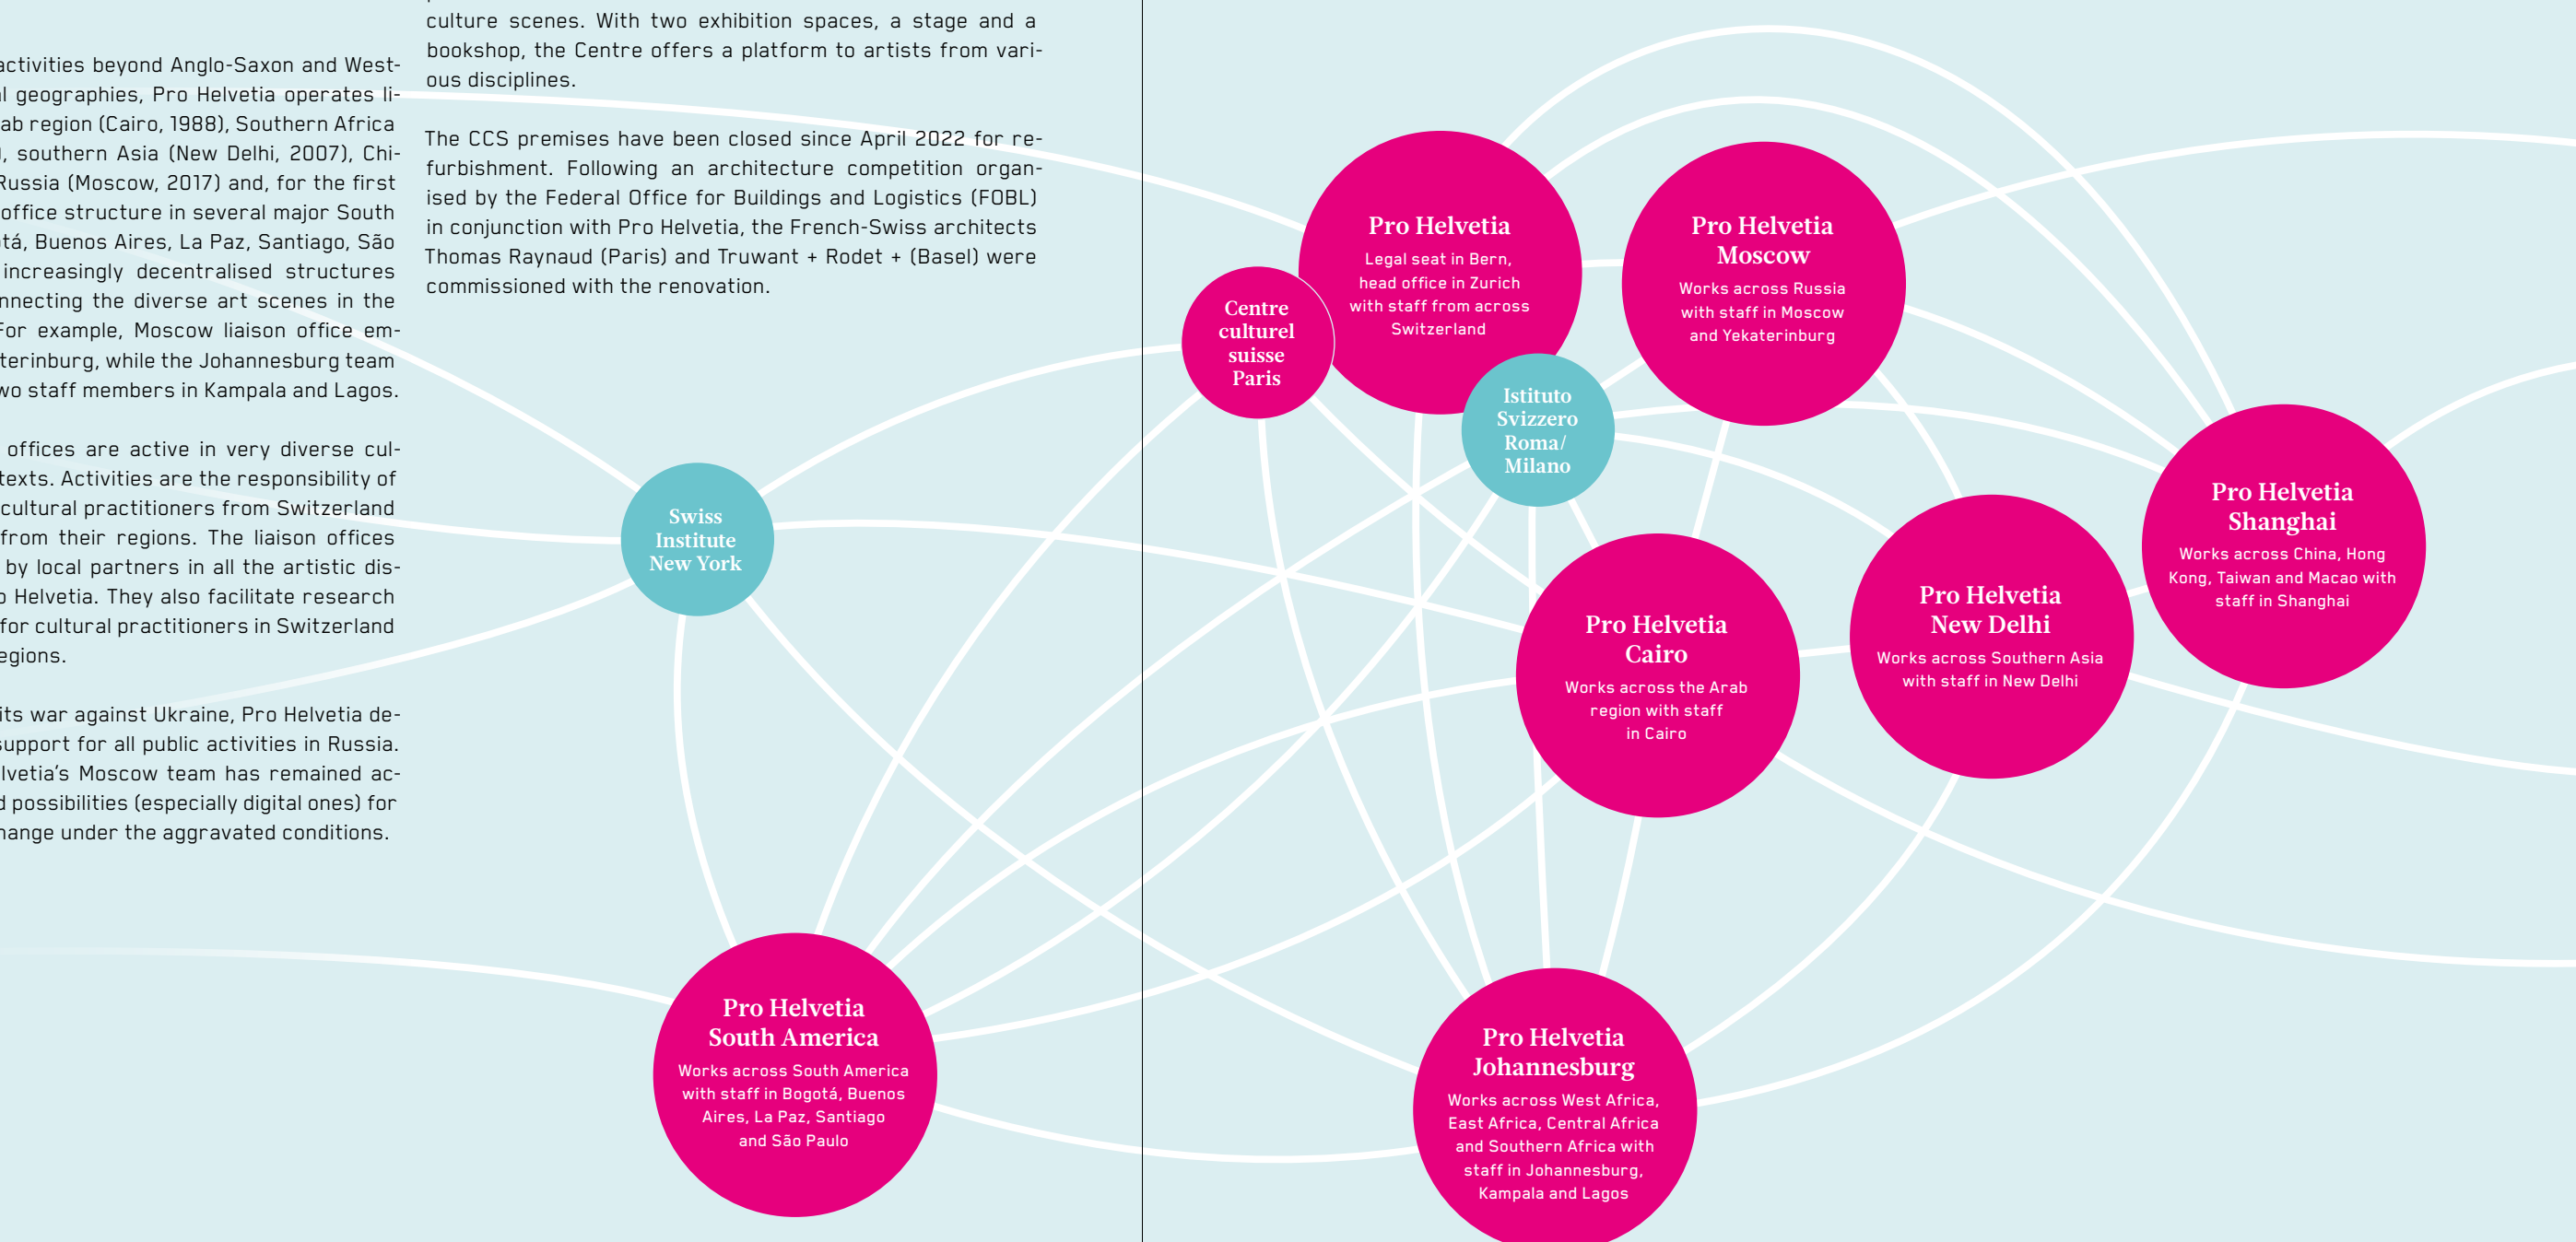 activities beyond Anglo-Saxon and West-
geographies, Pro Helvetia operates li-
region (Cairo, 1988), Southern Africa
southern Asia (New Delhi, 2007), Chi-
Russia (Moscow, 2017) and, for the first
office structure in several major South
Buenos Aires, La Paz, Santiago, São
increasingly decentralised structures
the diverse art scenes in the
For example, Moscow liaison office em-
while the Johannesburg team
staff members in Kampala and Lagos.
offices are active in very diverse cul-
Activities are the responsibility of
cultural practitioners from Switzerland
from their regions. The liaison offices
by local partners in all the artistic dis-
Helvetia. They also facilitate research
for cultural practitioners in Switzerland
egions.
its war against Ukraine, Pro Helvetia de-
support for all public activities in Russia.
lvetia's Moscow team has remained ac-
possibilities (especially digital ones) for
hange under the aggravated conditions.
culture scenes. With two exhibition spaces, a stage and a
bookshop, the Centre offers a platform to artists from vari-
ous disciplines.
The CCS premises have been closed since April 2022 for re-
furbishment. Following an architecture competition organ-
ised by the Federal Office for Buildings and Logistics (FOBL)
in conjunction with Pro Helvetia, the French-Swiss architects
Thomas Raynaud (Paris) and Truwant + Rodet + (Basel) were
commissioned with the renovation.
Swiss
Institute
New York
Pro Helvetia
South America
Works across South America
with staff in Bogotá, Buenos
Aires, La Paz, Santiago
and São Paulo
Centre
culturel
suisse
Paris
Pro Helvetia
Legal seat in Bern,
head office in Zurich
with staff from across
Switzerland
Istituto
Svizzero
Roma/
Milano
Pro Helvetia
Moscow
Works across Russia
with staff in Moscow
and Yekaterinburg
Pro Helvetia
Cairo
Works across the Arab
region with staff
in Cairo
Pro Helvetia
New Delhi
Works across Southern Asia
with staff in New Delhi
Pro Helvetia
Shanghai
Works across China, Hong
Kong, Taiwan and Macao with
staff in Shanghai
Pro Helvetia
Johannesburg
Works across West Africa,
East Africa, Central Africa
and Southern Africa with
staff in Johannesburg,
Kampala and Lagos